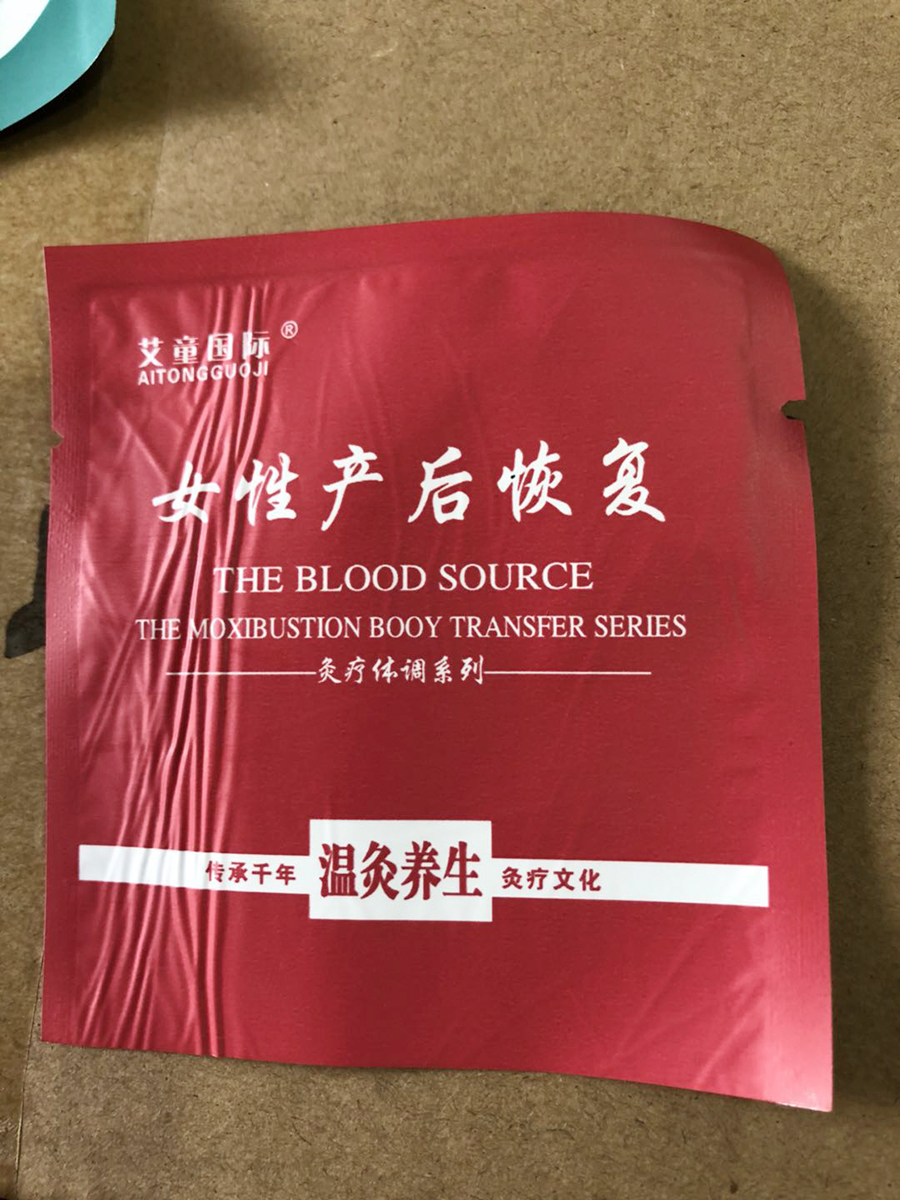 艾童国际®
AITONGGUOJI
女性产后恢复
THE BLOOD SOURCE
THE MOXIBUSTION BOOY TRANSFER SERIES
灸疗体调系列
传承千年 温灸养生 灸疗文化